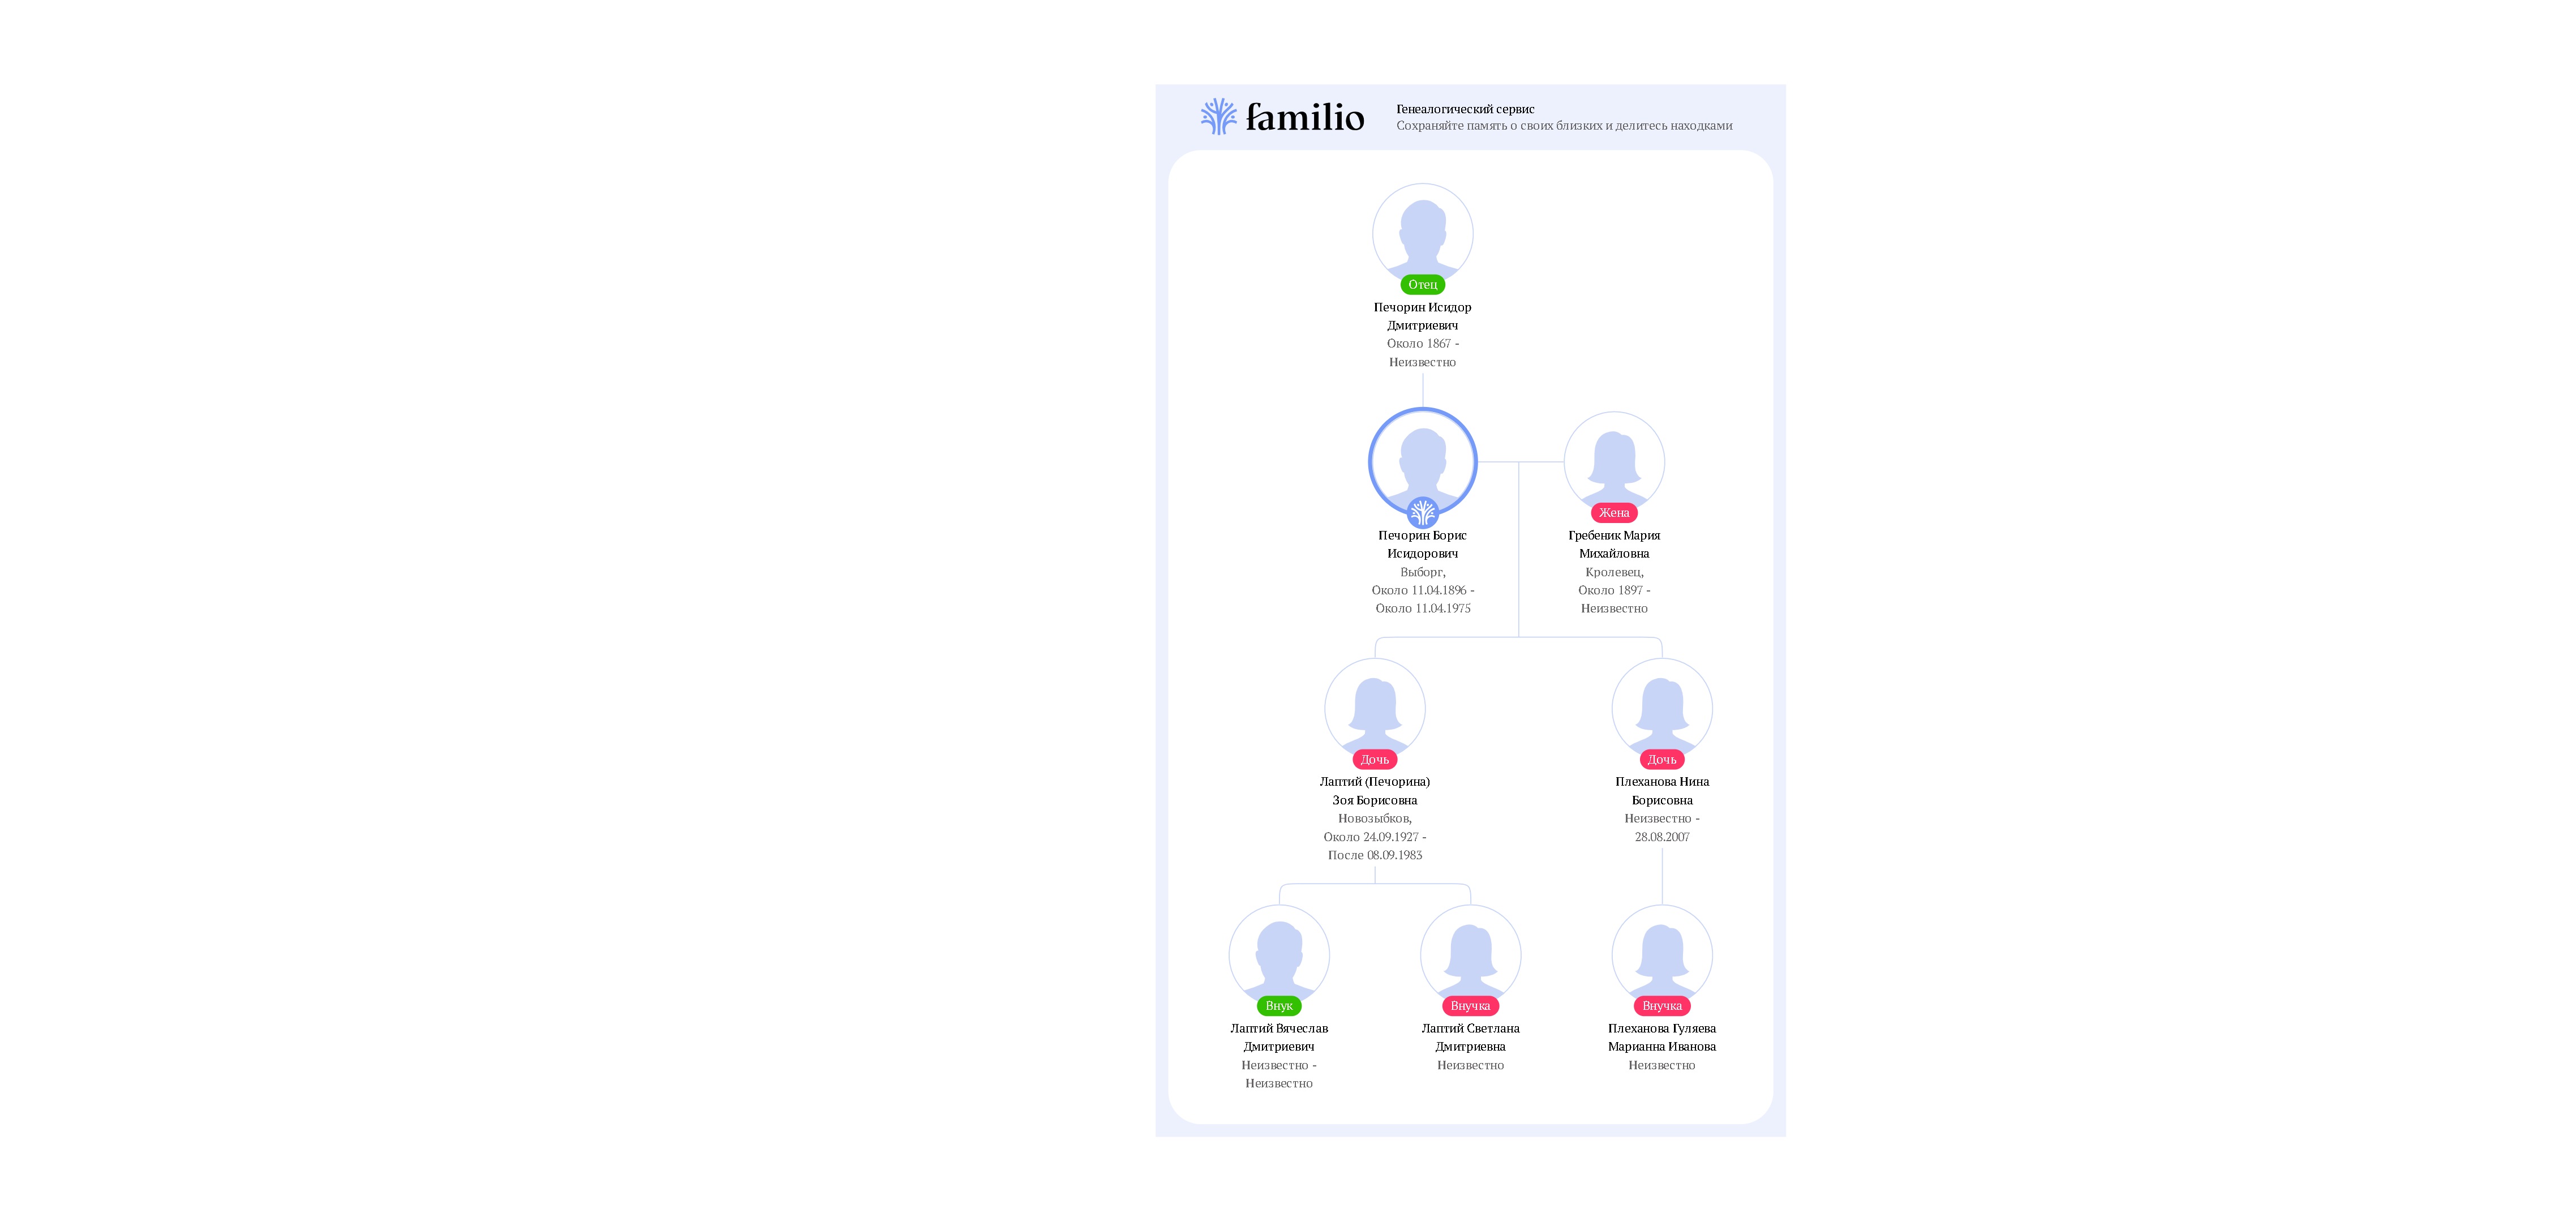 familio
Генеалогический сервис
Сохраняйте память о своих близких и делитесь находками
Отец
Печорин Исидор
Дмитриевич
Около 1867 -
Неизвестно
Печорин Борис
Исидорович
Выборг,
Около 11.04.1896 -
Около 11.04.1975
Жена
Гребеник Мария
Михайловна
Кролевец,
Около 1897 -
Неизвестно
Дочь
Лаптий (Печорина)
Зоя Борисовна
Новозыбков,
Около 24.09.1927 -
После 08.09.1983
Дочь
Плеханова Нина
Борисовна
Неизвестно -
28.08.2007
Внук
Лаптий Вячеслав
Дмитриевич
Неизвестно -
Неизвестно
Внучка
Лаптий Светлана
Дмитриевна
Неизвестно
Внучка
Плеханова Гуляева
Марианна Иванова
Неизвестно